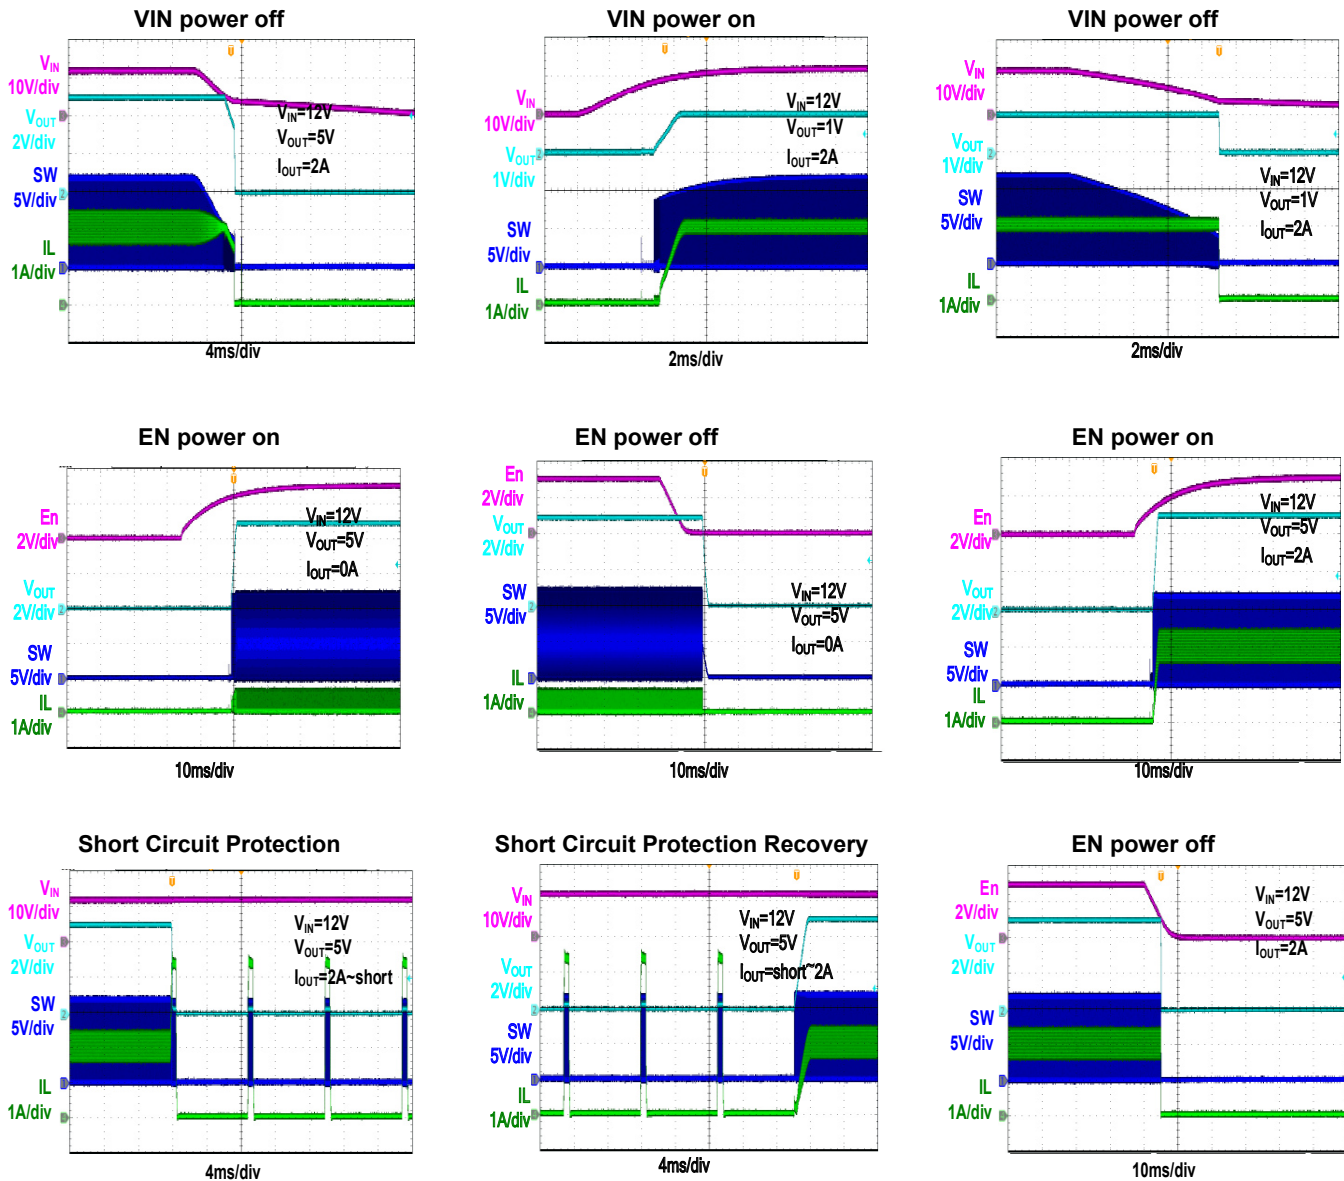 VIN power off
VIN
10V/div
VOUT
2V/div
SW
5V/div
IL
1A/div
VIN=12V
VOUT=5V
IOUT=2A
4ms/div
VIN power on
VIN
10V/div
VOUT
1V/div
SW
5V/div
IL
1A/div
VIN=12V
VOUT=1V
IOUT=2A
2ms/div
VIN power off
VIN
10V/div
VOUT
1V/div
SW
5V/div
IL
1A/div
VIN=12V
VOUT=1V
IOUT=2A
2ms/div
EN power on
En
2V/div
VOUT
2V/div
SW
5V/div
IL
1A/div
VIN=12V
VOUT=5V
IOUT=0A
10ms/div
EN power off
En
2V/div
VOUT
2V/div
SW
5V/div
IL
1A/div
VIN=12V
VOUT=5V
IOUT=0A
10ms/div
EN power on
En
2V/div
VOUT
2V/div
SW
5V/div
IL
1A/div
VIN=12V
VOUT=5V
IOUT=2A
10ms/div
Short Circuit Protection
VIN
10V/div
VOUT
2V/div
SW
5V/div
IL
1A/div
VIN=12V
VOUT=5V
IOUT=2A~short
4ms/div
Short Circuit Protection Recovery
VIN
10V/div
VOUT
2V/div
SW
5V/div
IL
1A/div
VIN=12V
VOUT=5V
IOUT=short~2A
4ms/div
EN power off
En
2V/div
VOUT
2V/div
SW
5V/div
IL
1A/div
VIN=12V
VOUT=5V
IOUT=2A
10ms/div